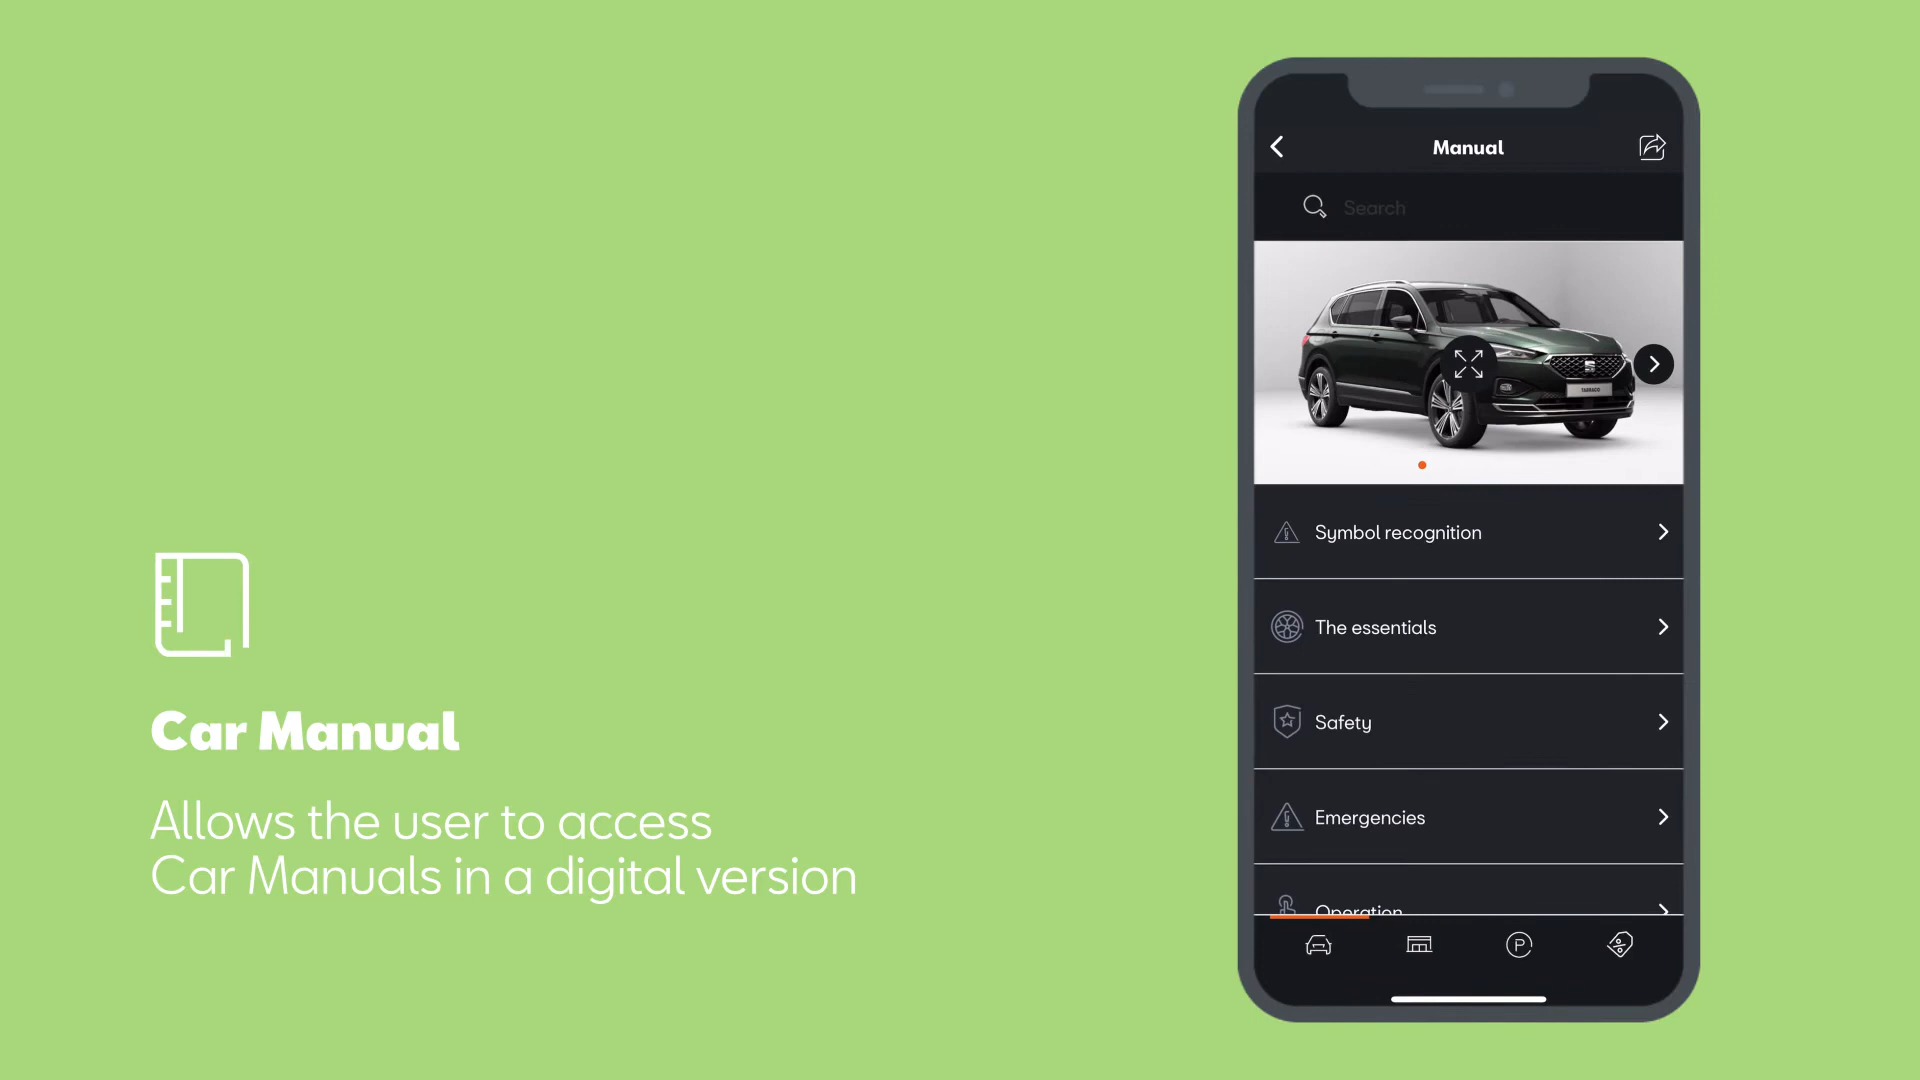 Car Manual
Allows the user to access
Car Manuals in a digital version
Manual
Search
TARRACO
Symbol recognition
The essentials
Safety
Emergencies
Operation
P